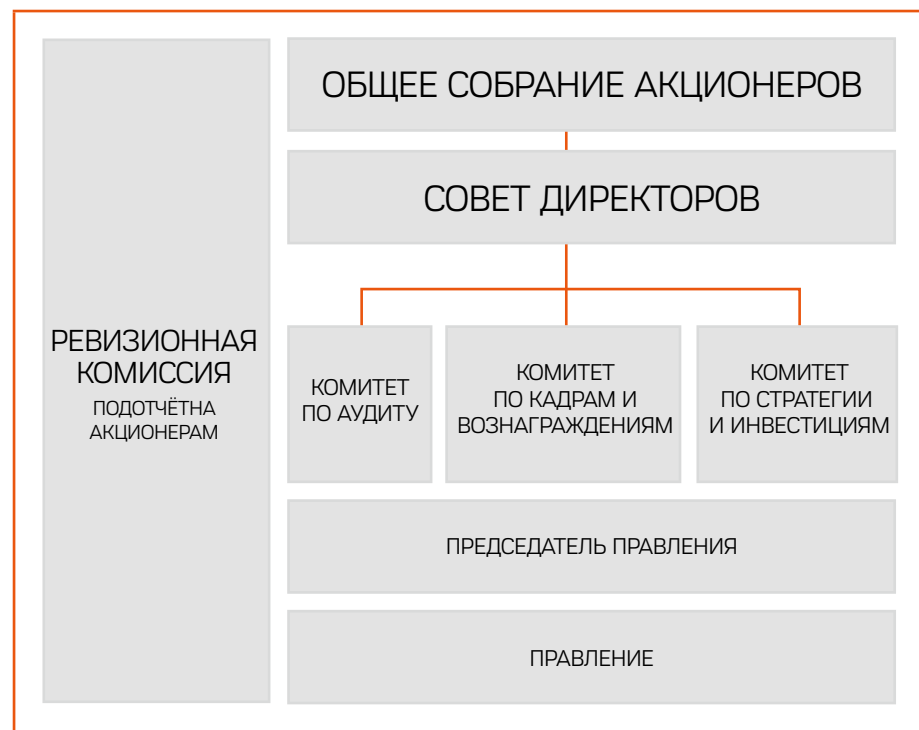 ОБЩЕЕ СОБРАНИЕ АКЦИОНЕРОВ
СОВЕТ ДИРЕКТОРОВ
РЕВИЗИОННАЯ
КОМИССИЯ
ПОДОТЧЁТНА
АКЦИОНЕРАМ
КОМИТЕТ
ПО АУДИТУ
КОМИТЕТ
ПО КАДРАМ И
ВОЗНАГРАЖДЕНИЯМ
КОМИТЕТ
ПО СТРАТЕГИИ
И ИНВЕСТИЦИЯМ
ПРЕДСЕДАТЕЛЬ ПРАВЛЕНИЯ
ПРАВЛЕНИЕ